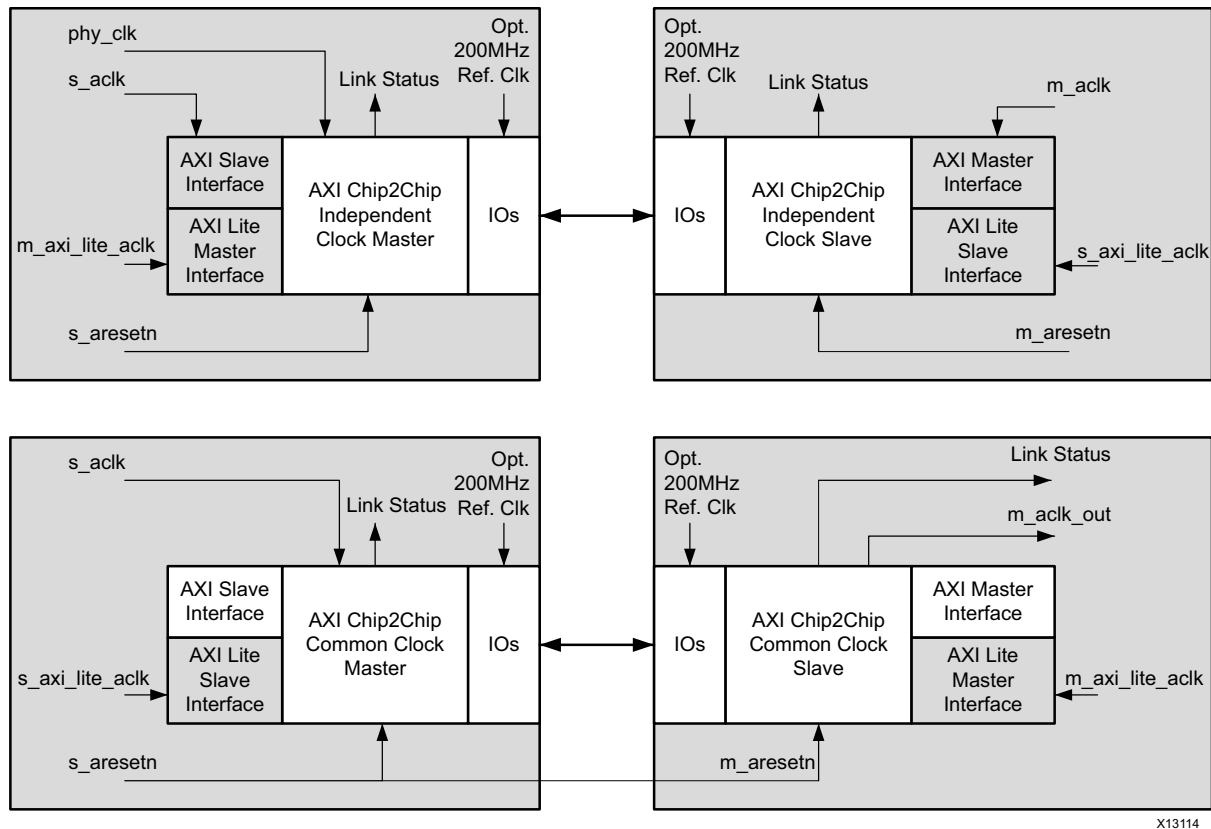 phy_clk
s_aclk
Link Status
Opt.
200MHz
Ref. Clk
AXI Slave
Interface
AXI Lite
Master
Interface
m_axi_lite_aclk
AXI Chip2Chip
Independent
Clock Master
IOs
s_aresetn
Opt.
200MHz
Ref. Clk
Link Status
m_aclk
IOs
AXI Chip2Chip
Independent
Clock Slave
AXI Master
Interface
AXI Lite
Slave
Interface
s_axi_lite_aclk
m_aresetn
s_aclk
Link Status
Opt.
200MHz
Ref. Clk
AXI Slave
Interface
AXI Lite
Slave
Interface
s_axi_lite_aclk
AXI Chip2Chip
Common Clock
Master
IOs
s_aresetn
Opt.
200MHz
Ref. Clk
Link Status
m_aclk_out
IOs
AXI Chip2Chip
Common Clock
Slave
AXI Master
Interface
AXI Lite
Master
Interface
m_axi_lite_aclk
m_aresetn
X13114